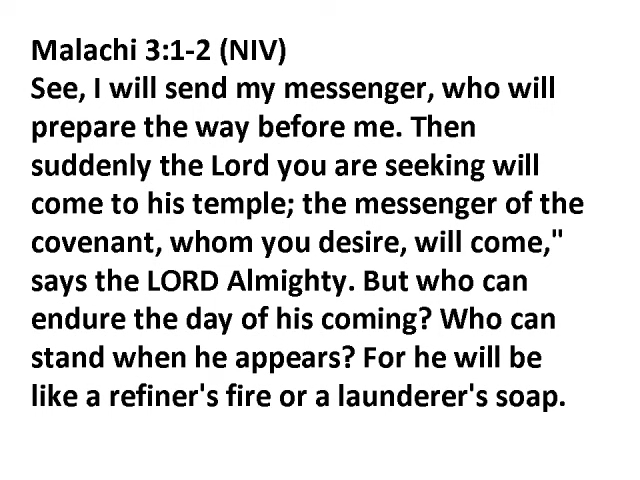 Malachi 3:1-2 (NIV)
See, I will send my messenger, who will
prepare the way before me. Then
suddenly the Lord you are seeking will
come to his temple; the messenger of the
covenant, whom you desire, will come,"
says the LORD Almighty. But who can
endure the day of his coming? Who can
stand when he appears? For he will be
like a refiner's fire or a launderer's soap.